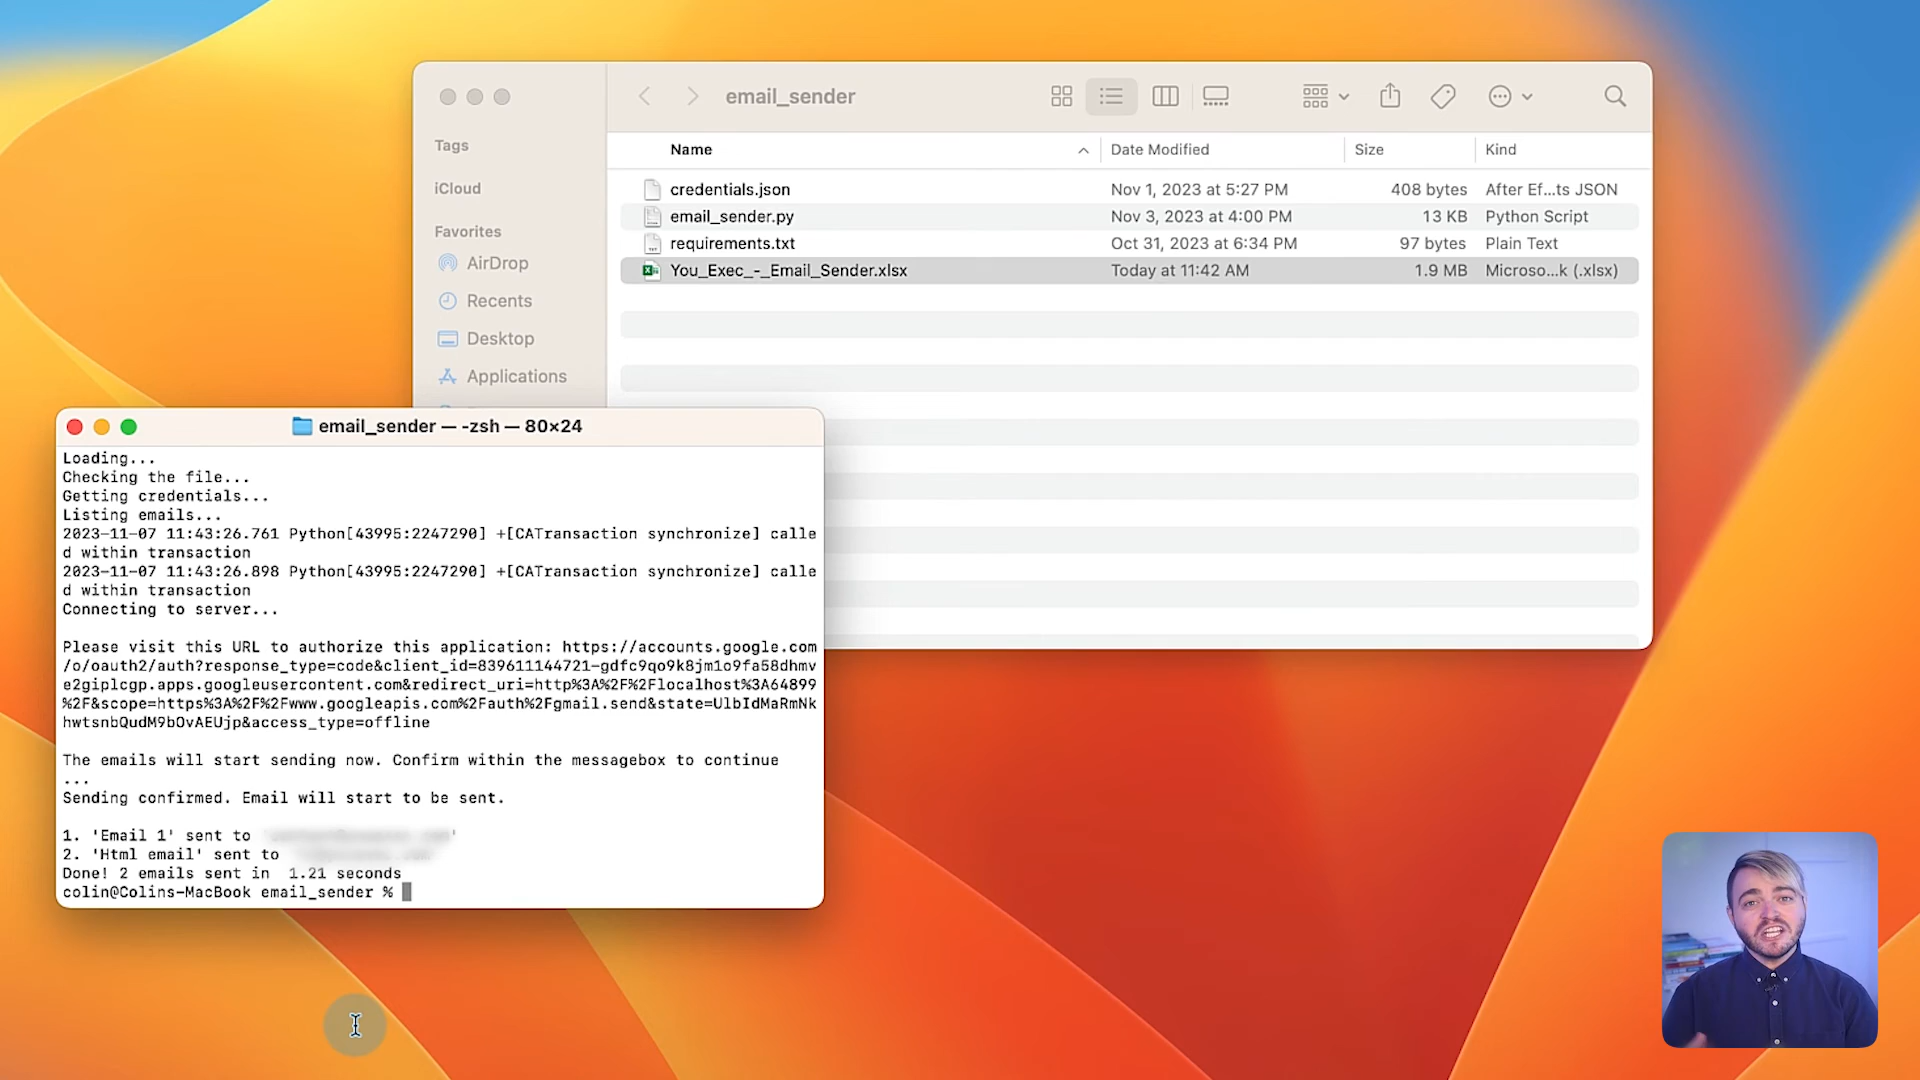 email_sender
Tags
iCloud
Favorites
AirDrop
Recents
Desktop
Applications
Name Date Modified Size Kind
credentials.json Nov 1, 2023 at 5:27 PM 408 bytes After Ef...ts JSON
email_sender.py Nov 3, 2023 at 4:00 PM 13 KB Python Script
requirements.txt Oct 31, 2023 at 6:34 PM 97 bytes Plain Text
You_Exec_-_Email_Sender.xlsx Today at 11:42 AM 1.9 MB Microso...k (.xlsx)
email_sender — -zsh — 80×24
Loading...
Checking the file...
Getting credentials...
Listing emails...
2023-11-07 11:43:26.761 Python[43995:2247290] +[CATransaction synchronize] calle
d within transaction
2023-11-07 11:43:26.898 Python[43995:2247290] +[CATransaction synchronize] calle
d within transaction
Connecting to server...
Please visit this URL to authorize this application: https://accounts.google.com
/o/oauth2/auth?response_type=code&client_id=839611144721-gdfc9qo9k8jm1o9fa58dhmv
e2giplcgp.apps.googleusercontent.com&redirect_uri=http%3A%2F%2Flocalhost%3A64899
%2F&scope=https%3A%2F%2Fwww.googleapis.com%2Fauth%2Fgmail.send&state=UlbIdMaRmNk
hwtsnbQudM9bOvAEUjp&access_type=offline
The emails will start sending now. Confirm within the messagebox to continue
...
Sending confirmed. Email will start to be sent.
1. 'Email 1' sent to
2. 'Html email' sent to
Done! 2 emails sent in 1.21 seconds
colin@Colins-MacBook email_sender %